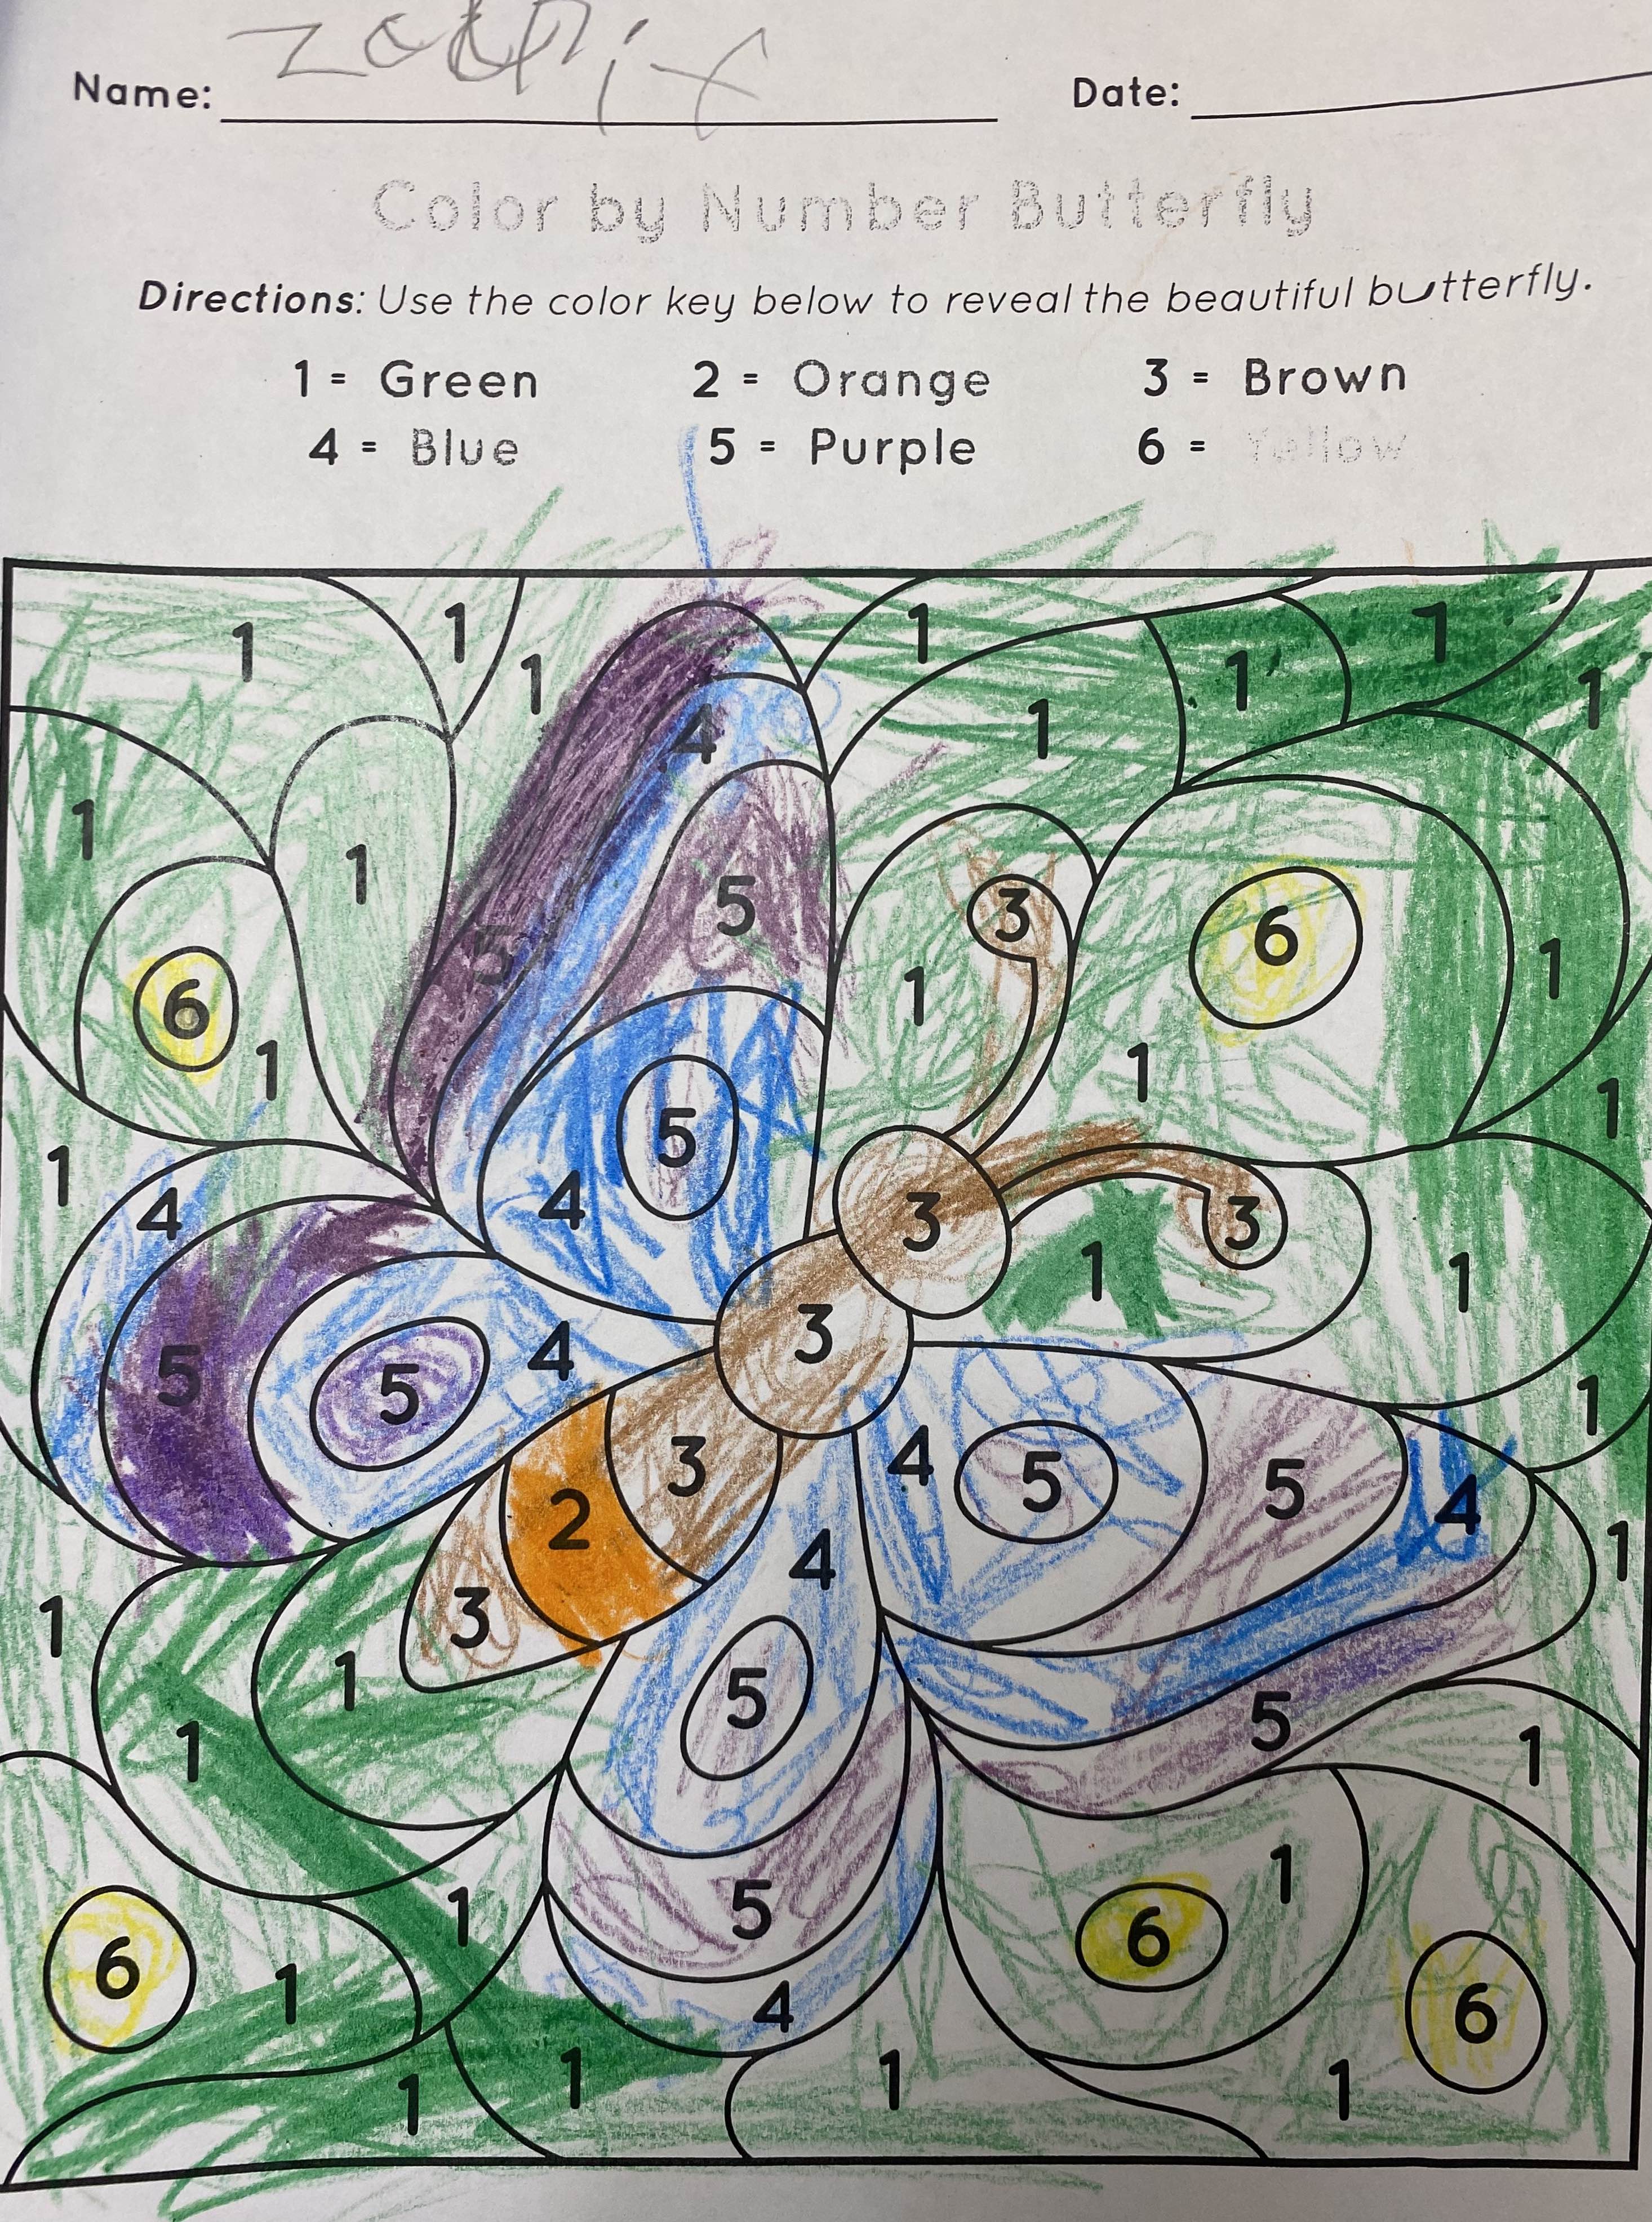 Name: Date:
Color by Number Butterfly
Directions: Use the color key below to reveal the beautiful butterfly.
1 = Green 2 = Orange 3 = Brown
4 = Blue 5 = Purple 6 = Yellow
1 1 1 1 1 1
1 4 1 1
1 1 5 3 6
5 1 1
6 1 1 1
5
1 4 4 3 1 3 1
3
5 5 4 1
3 4 5 5 4
2 4 1
1 3
1 5 5
1 1
1 5 1
6 1 4 6 6
1 1 1 1